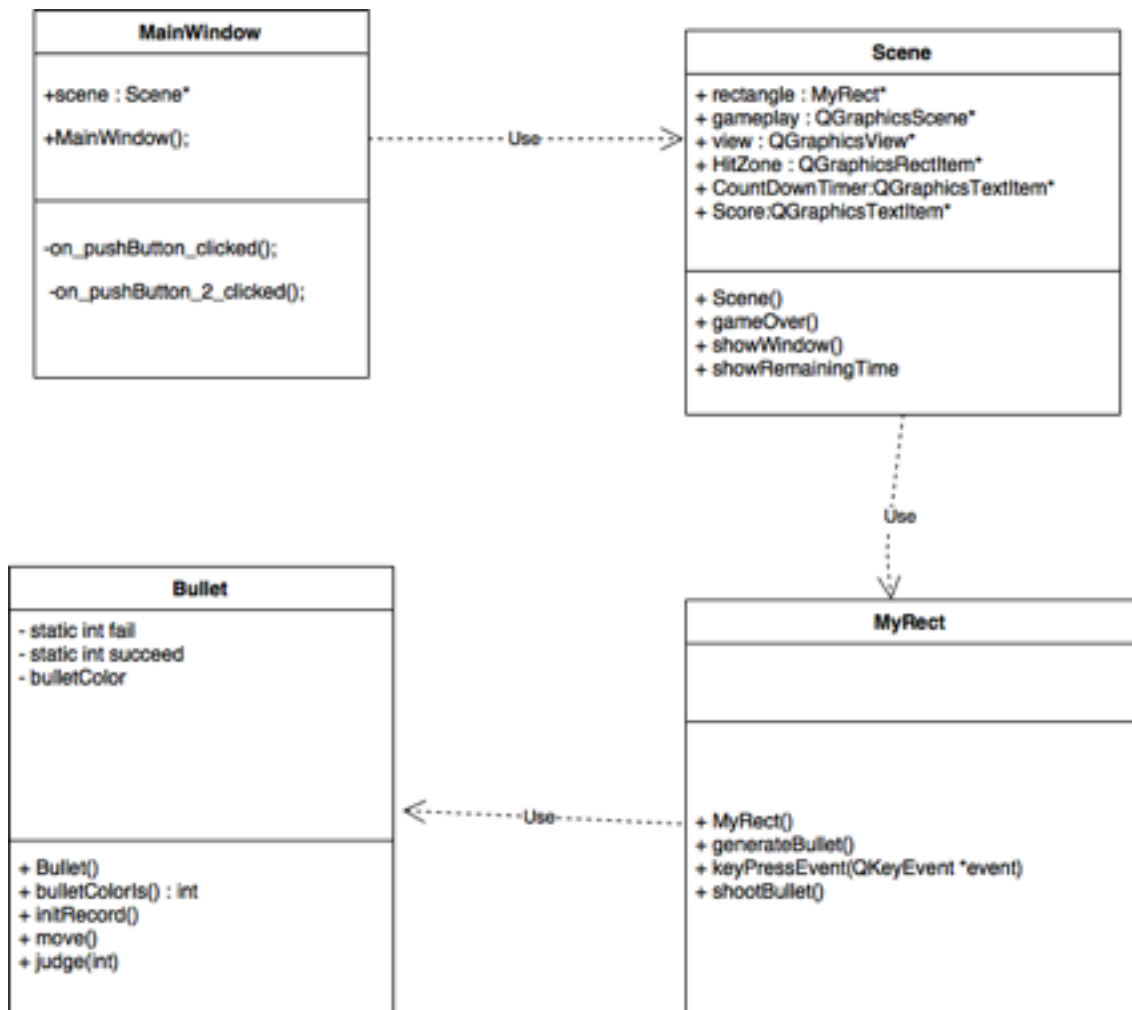 MainWindow
+scene : Scene*
+MainWindow();
-on_pushButton_clicked();
-on_pushButton_2_clicked();
Use
Scene
+ rectangle : MyRect*
+ gameplay : QGraphicsScene*
+ view : QGraphicsView*
+ HitZone : QGraphicsRectItem*
+ CountDownTimer:QGraphicsTextItem*
+ Score:QGraphicsTextItem*
+ Scene()
+ gameOver()
+ showWindow()
+ showRemainingTime
Use
Bullet
- static int fail
- static int succeed
- bulletColor
+ Bullet()
+ bulletColorIs() : int
+ initRecord()
+ move()
+ judge(int)
Use
MyRect
+ MyRect()
+ generateBullet()
+ keyPressEvent(QKeyEvent *event)
+ shootBullet()